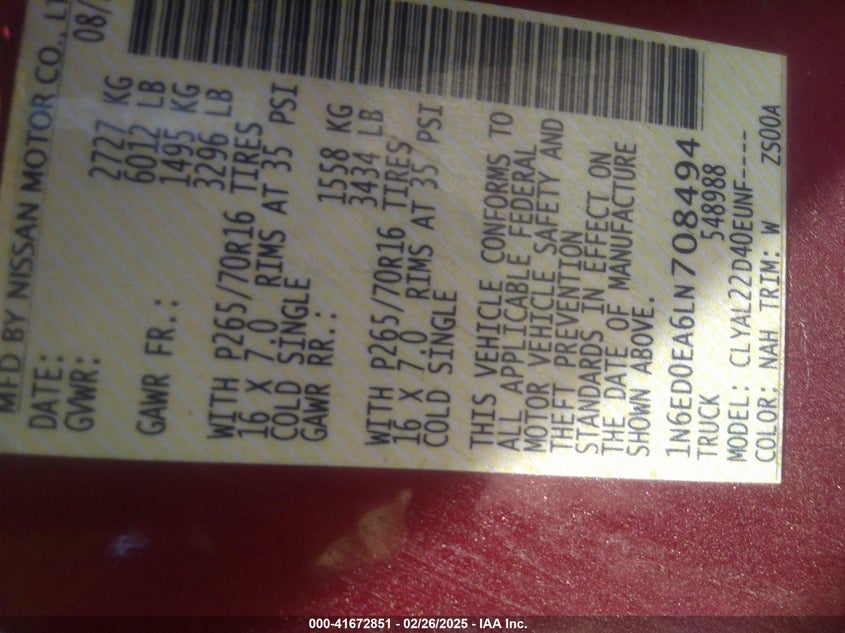 MFD BY NISSAN MOTOR CO.,
DATE: 08/
GVWR: 2727 KG
6012 LB
GAWR FR.: 1495 KG
3296 LB
WITH P265/70R16 TIRES
16 X 7.0 RIMS AT 35 PSI
COLD SINGLE
GAWR RR.: 1558 KG
3434 LB
WITH P265/70R16 TIRES
16 X 7.0 RIMS AT 35 PSI
COLD SINGLE
THIS VEHICLE CONFORMS TO
ALL APPLICABLE FEDERAL
MOTOR VEHICLE SAFETY AND
THEFT PREVENTION
STANDARDS IN EFFECT ON
THE DATE OF MANUFACTURE
SHOWN ABOVE.
1N6ED0EA6LN708494
TRUCK 548988
MODEL: CLYAL22D40EUNF----
COLOR: NAH TRIM: W ZS00A
000-41672851 - 02/26/2025 - IAA Inc.